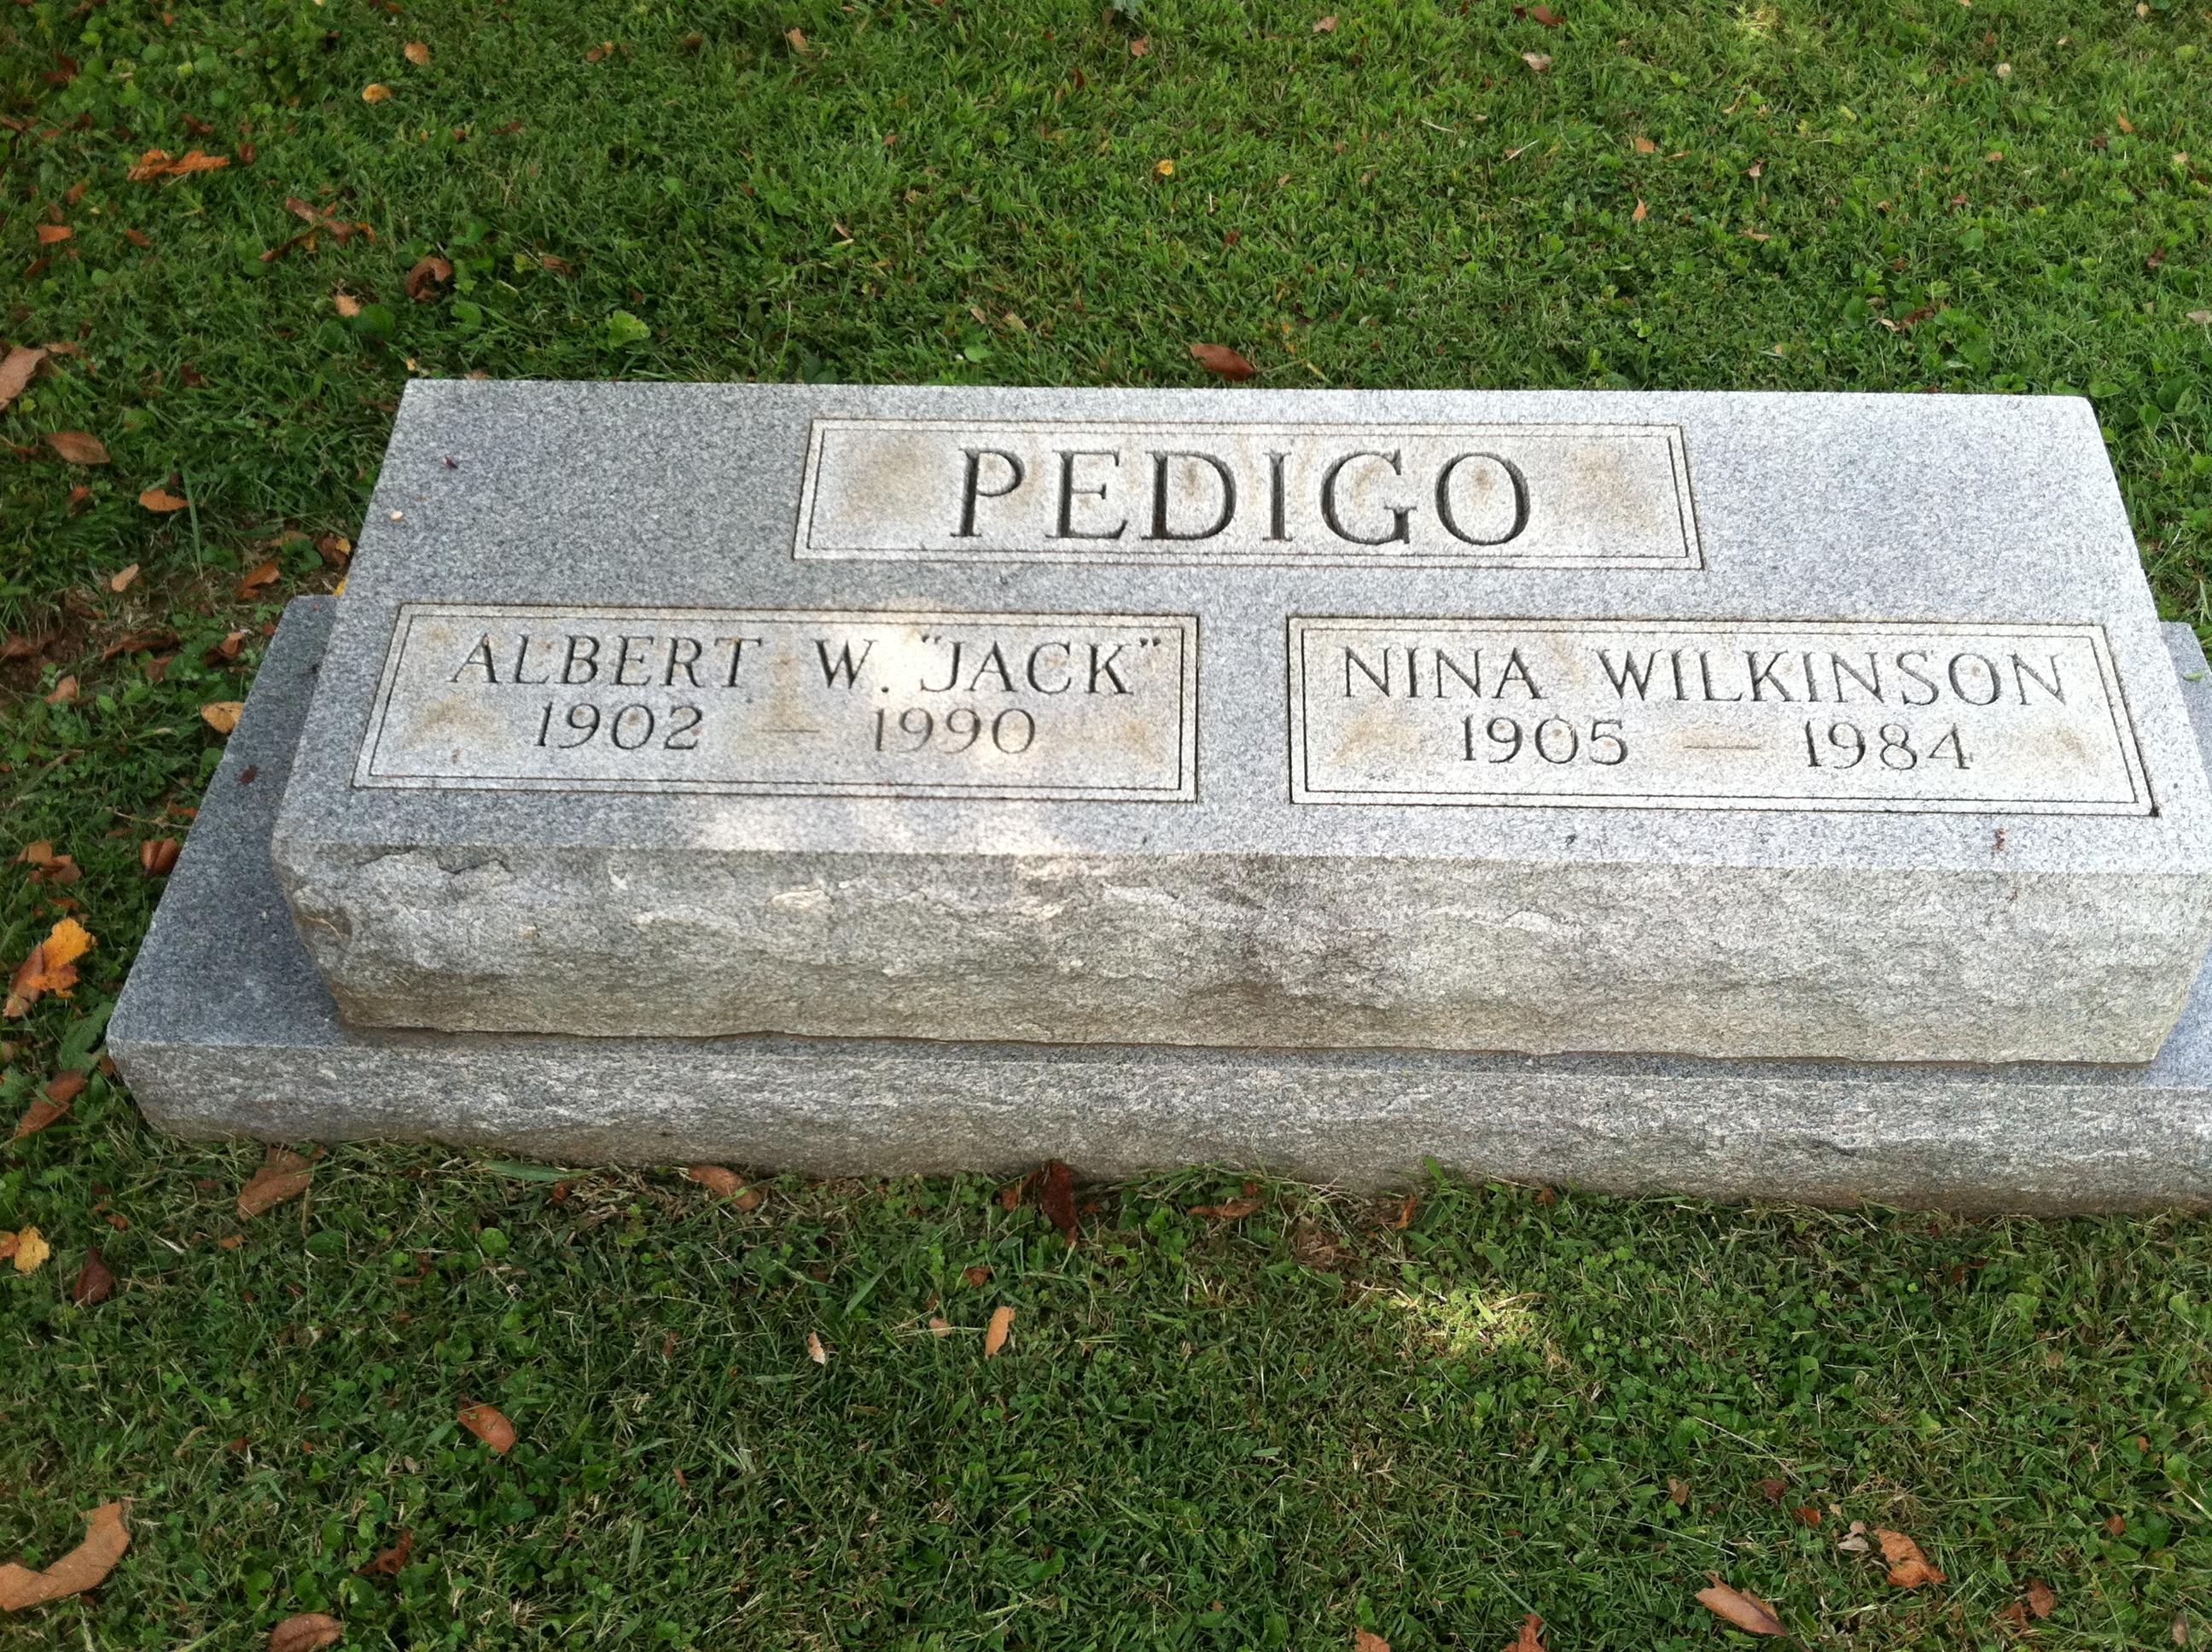 PEDIGO
ALBERT W. "JACK"
1902 — 1990
NINA WILKINSON
1905 — 1984